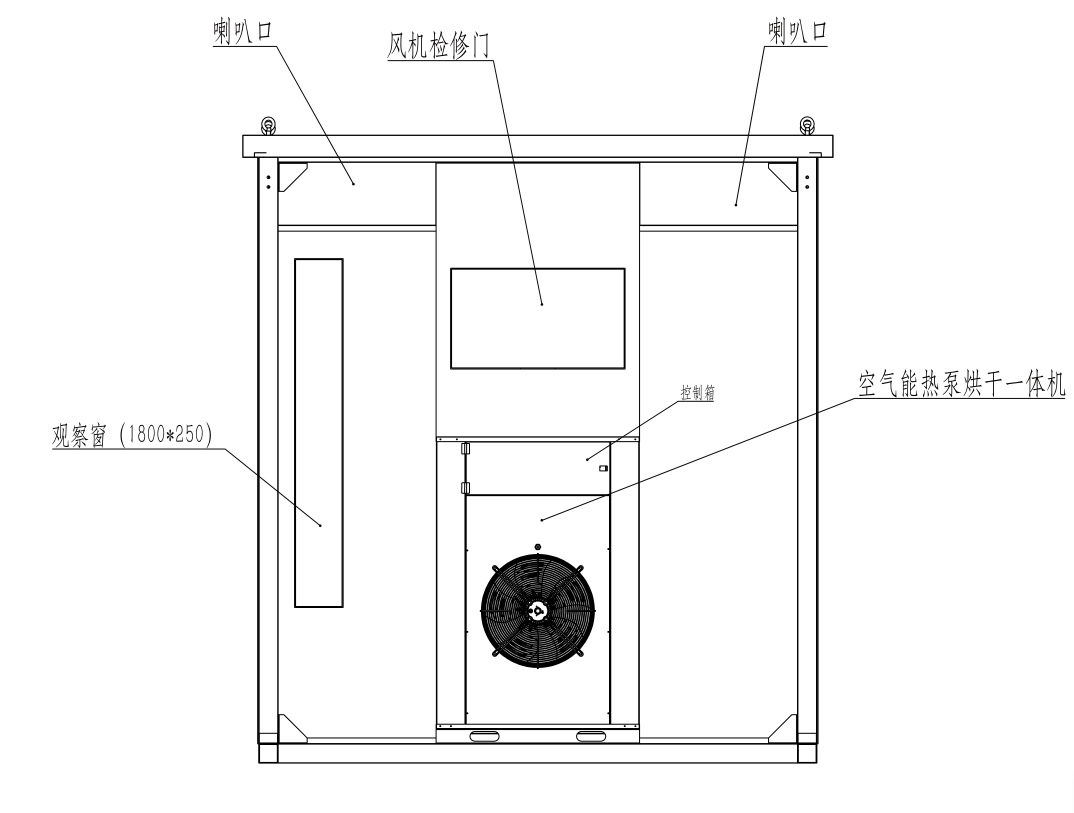 喇叭口
风机检修门
喇叭口
空气能热泵烘干一体机
控制箱
观察窗 (1800*250)